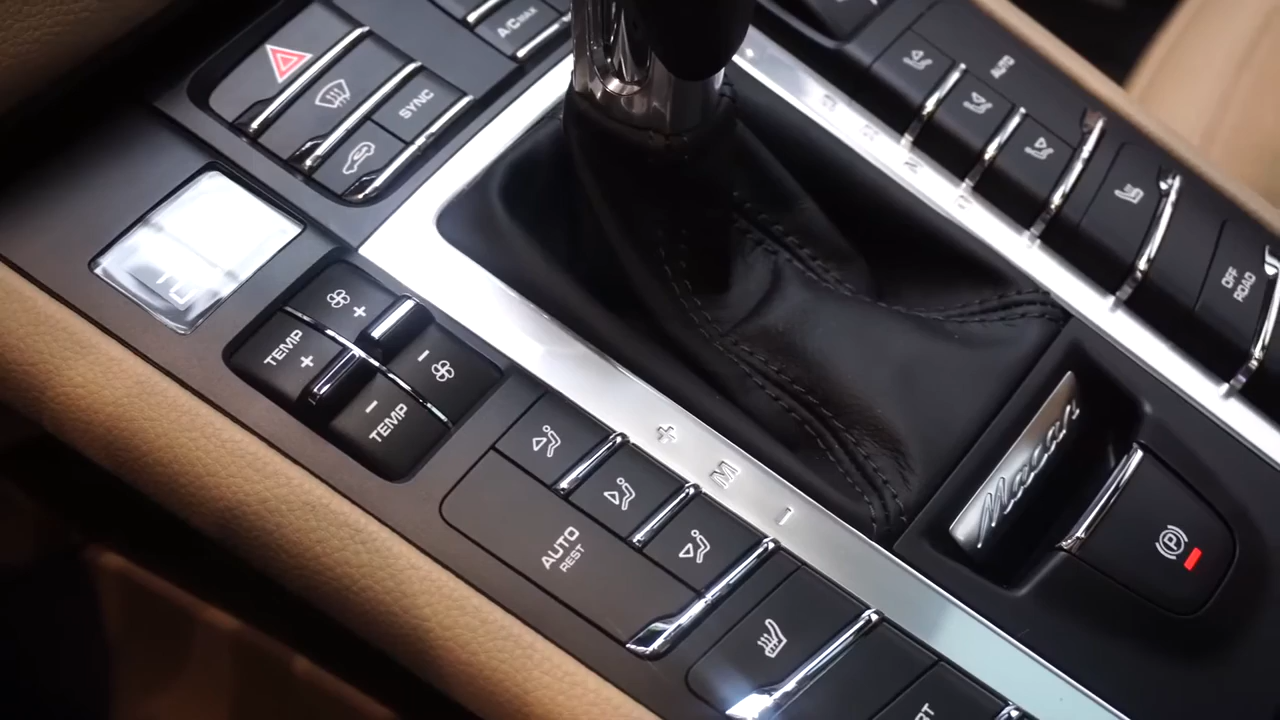 A/C MAX
SYNC
AUTO
P
R
N
D
OFF
ROAD
TEMP
+
+
-
-
TEMP
+
M
-
AUTO
REST
Macan
P